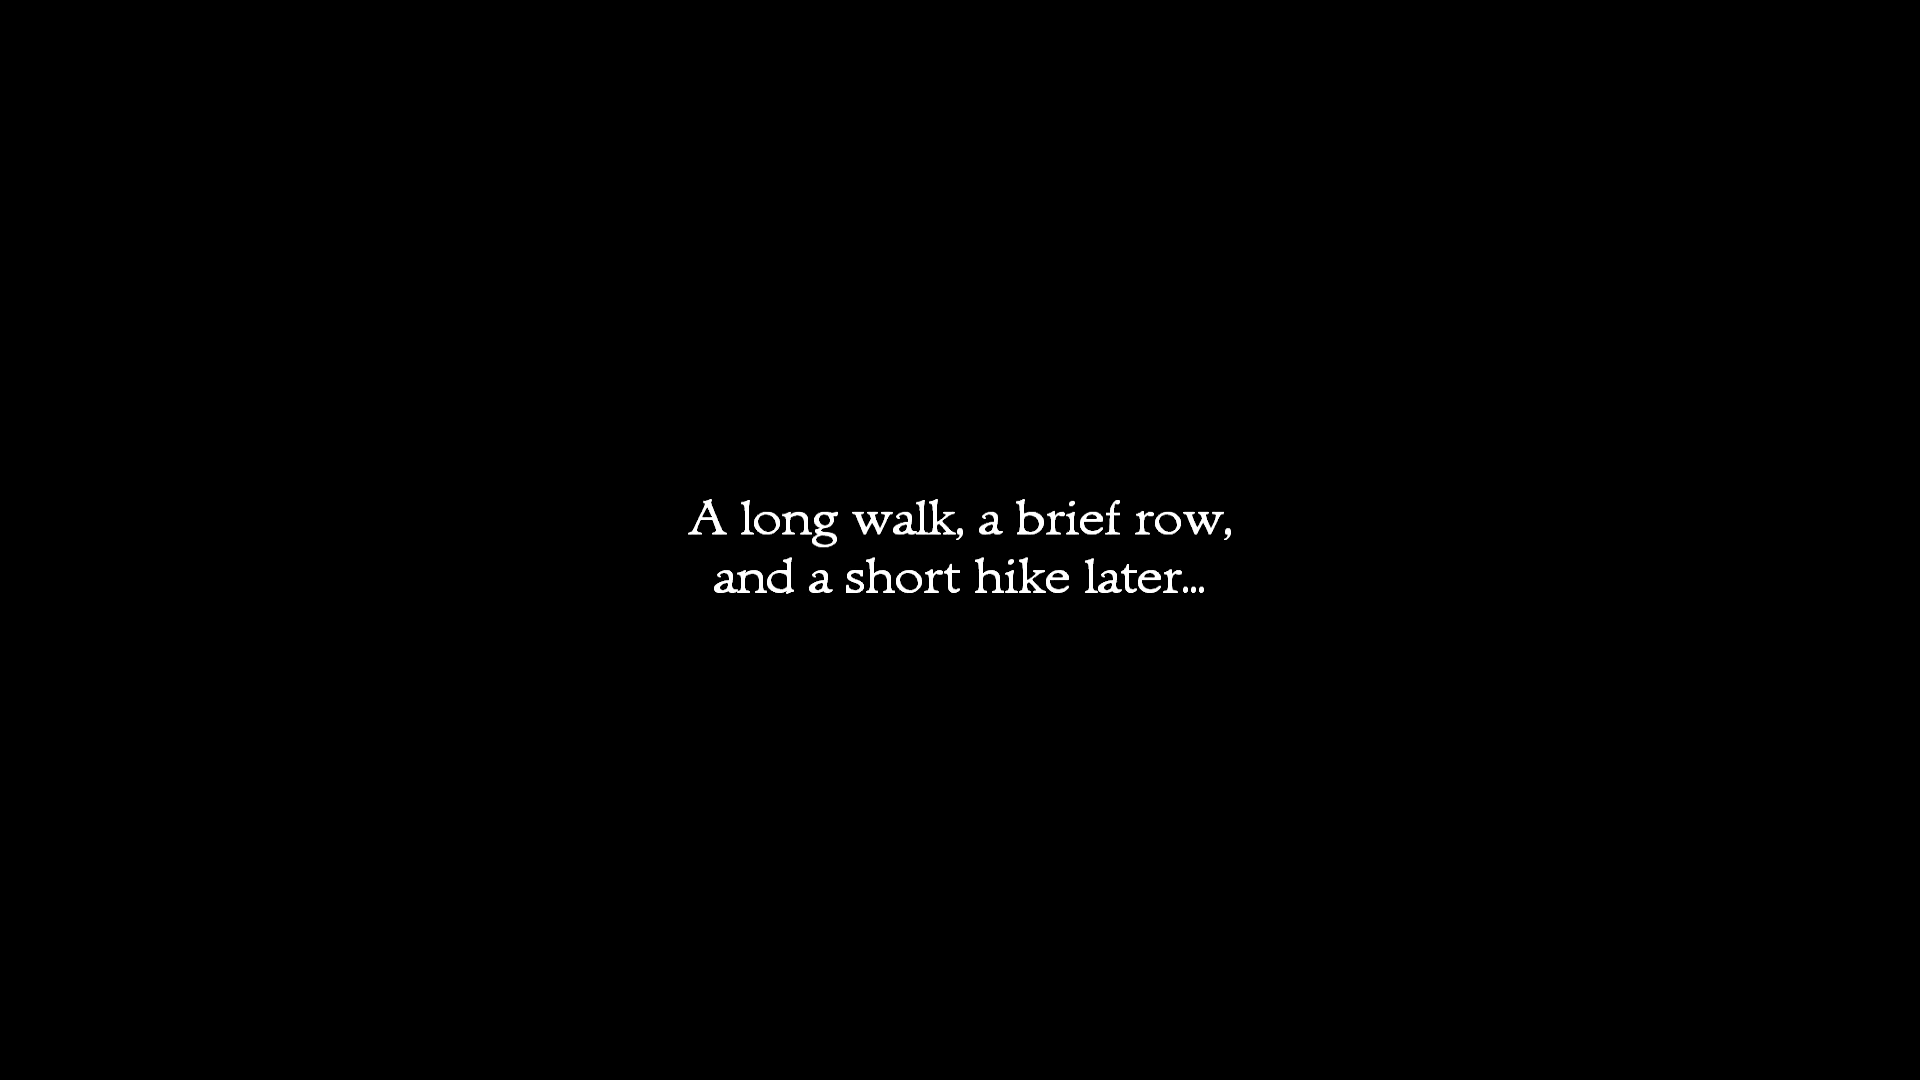 A long walk, a brief row,
and a short hike later...